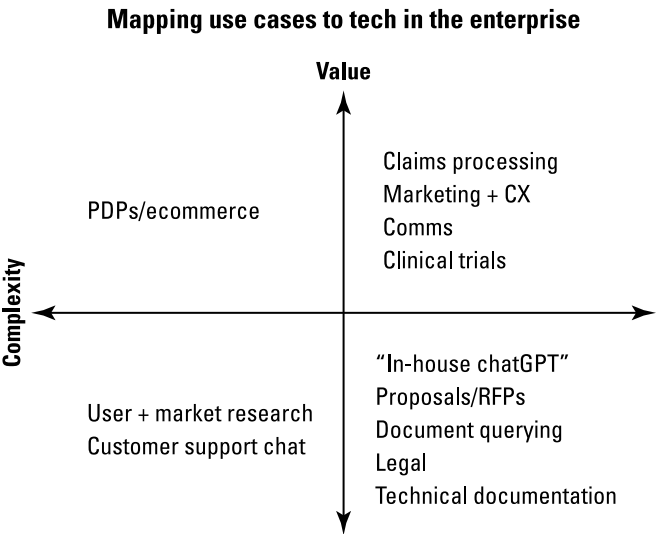 Mapping use cases to tech in the enterprise
Value
PDPs/ecommerce
Claims processing
Marketing + CX
Comms
Clinical trials
Complexity
User + market research
Customer support chat
“In-house chatGPT”
Proposals/RFPs
Document querying
Legal
Technical documentation